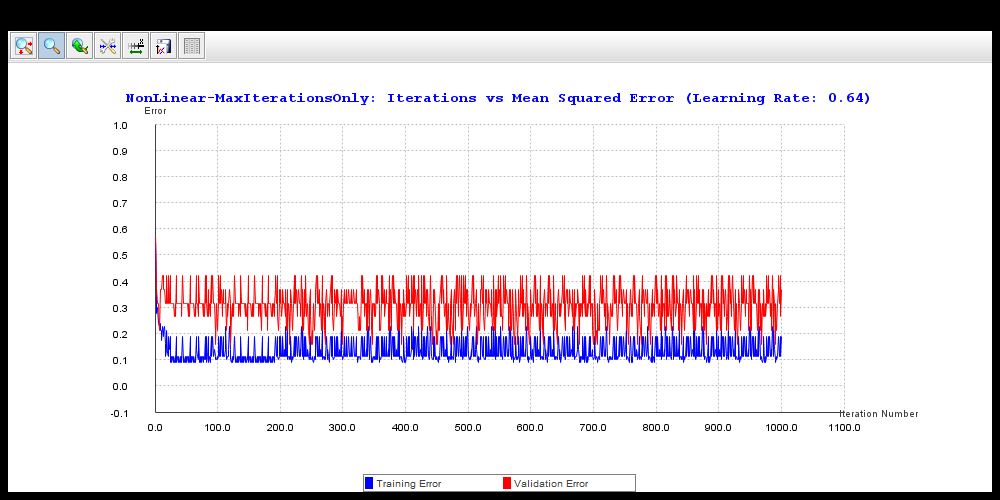 NonLinear-MaxIterationsOnly: Iterations vs Mean Squared Error (Learning Rate: 0.64)
Error
1.0
0.9
0.8
0.7
0.6
0.5
0.4
0.3
0.2
0.1
0.0
-0.1
Iteration Number
0.0 100.0 200.0 300.0 400.0 500.0 600.0 700.0 800.0 900.0 1000.0 1100.0
Training Error Validation Error